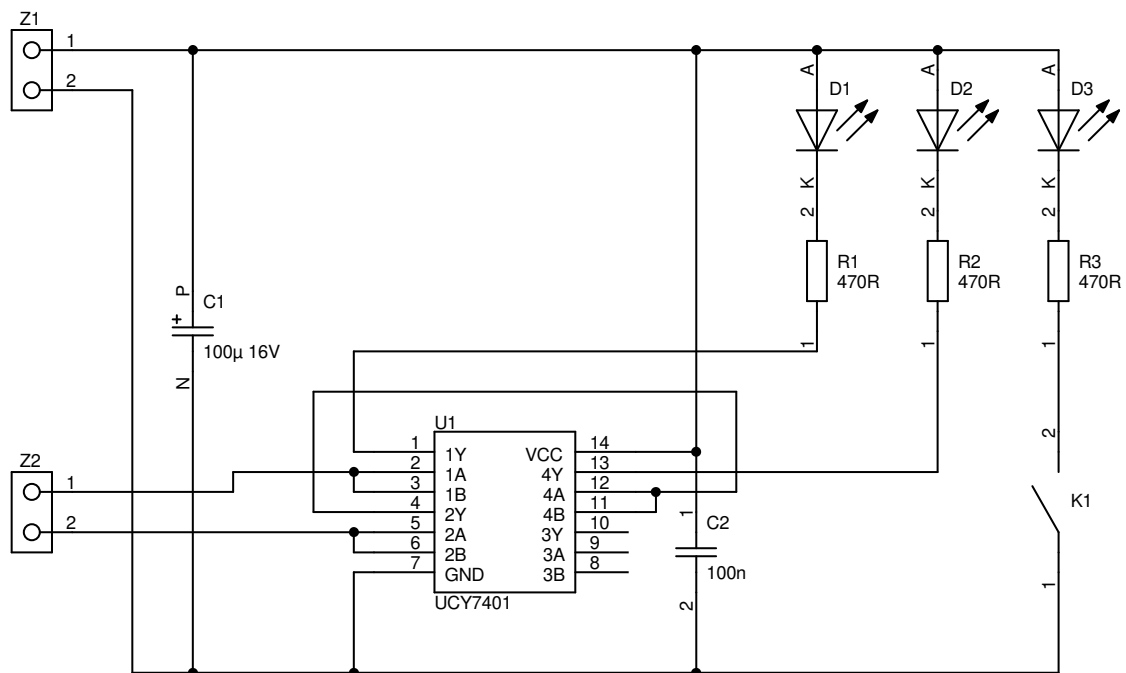 Z1
1
2
A
A
A
D1
D2
D3
K
K
K
2
2
2
R1
470R
R2
470R
R3
470R
P
C1
+
100µ 16V
N
1
1
1
2
U1
Z2
1
2
1
2
3
4
5
6
7
1Y
1A
1B
2Y
2A
2B
GND
VCC
4Y
4A
4B
3Y
3A
3B
14
13
12
11
10
9
8
UCY7401
1
C2
100n
2
K1
1